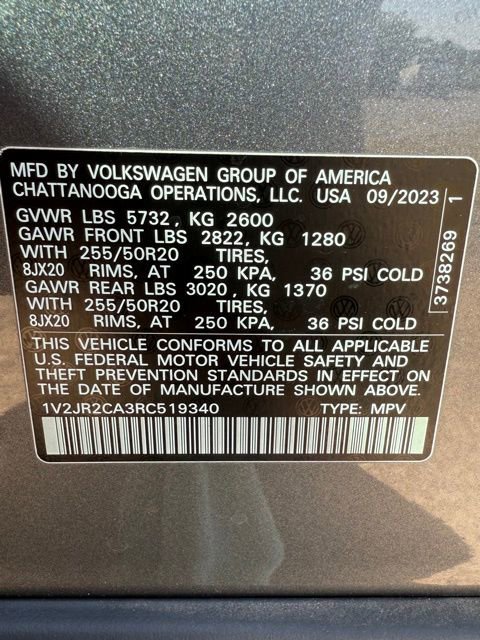 MFD BY VOLKSWAGEN GROUP OF AMERICA
CHATTANOOGA OPERATIONS, LLC. USA 09/2023
GVWR LBS 5732, KG 2600
GAWR FRONT LBS 2822, KG 1280
WITH 255/50R20 TIRES,
8JX20 RIMS, AT 250 KPA, 36 PSI COLD
GAWR REAR LBS 3020, KG 1370
WITH 255/50R20 TIRES,
8JX20 RIMS, AT 250 KPA, 36 PSI COLD
THIS VEHICLE CONFORMS TO ALL APPLICABLE
U.S. FEDERAL MOTOR VEHICLE SAFETY AND
THEFT PREVENTION STANDARDS IN EFFECT ON
THE DATE OF MANUFACTURE SHOWN ABOVE.
1V2JR2CA3RC519340 TYPE: MPV
3738269 1